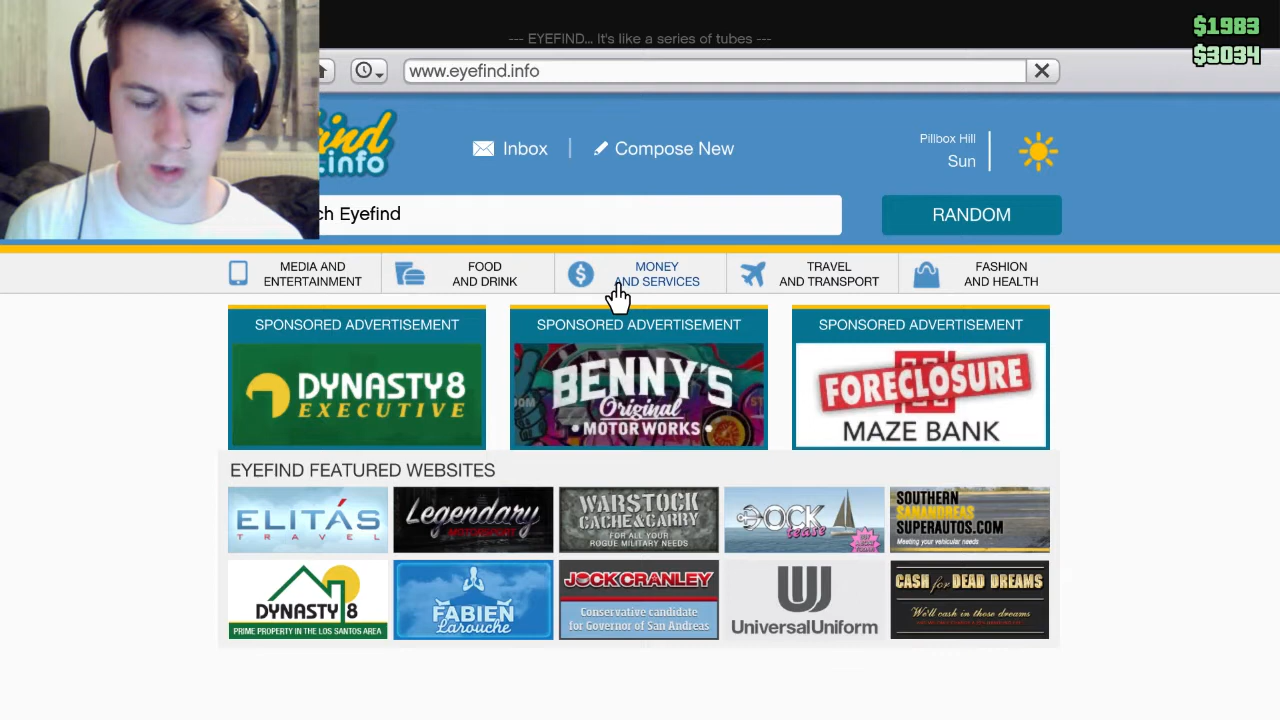 $1983
--- EYEFIND... It's like a series of tubes ---
$3034
www.eyefind.info
ind
.info
Inbox
Compose New
Pillbox Hill
Sun
ch Eyefind
RANDOM
MEDIA AND
ENTERTAINMENT
FOOD
AND DRINK
MONEY
AND SERVICES
TRAVEL
AND TRANSPORT
FASHION
AND HEALTH
SPONSORED ADVERTISEMENT
DYNASTY8
EXECUTIVE
SPONSORED ADVERTISEMENT
BENNY'S
Original
• MOTOR WORKS •
SPONSORED ADVERTISEMENT
FORECLOSURE
MAZE BANK
EYEFIND FEATURED WEBSITES
ELITÁS
TRAVEL
Legendary
MOTORSPORT
WARSTOCK
CACHE&CARRY
FOR ALL YOUR
ROGUE MILITARY NEEDS
DOCK
tease
SOUTHERN
SANANDREAS
SUPERAUTOS.COM
Meeting your vehicular needs
DYNASTY 8
PRIME PROPERTY IN THE LOS SANTOS AREA
FABIEN
Larouche
JOCK CRANLEY
Conservative candidate
for Governor of San Andreas
U
UniversalUniform
CASH for DEAD DREAMS
We'll cash in those dreams